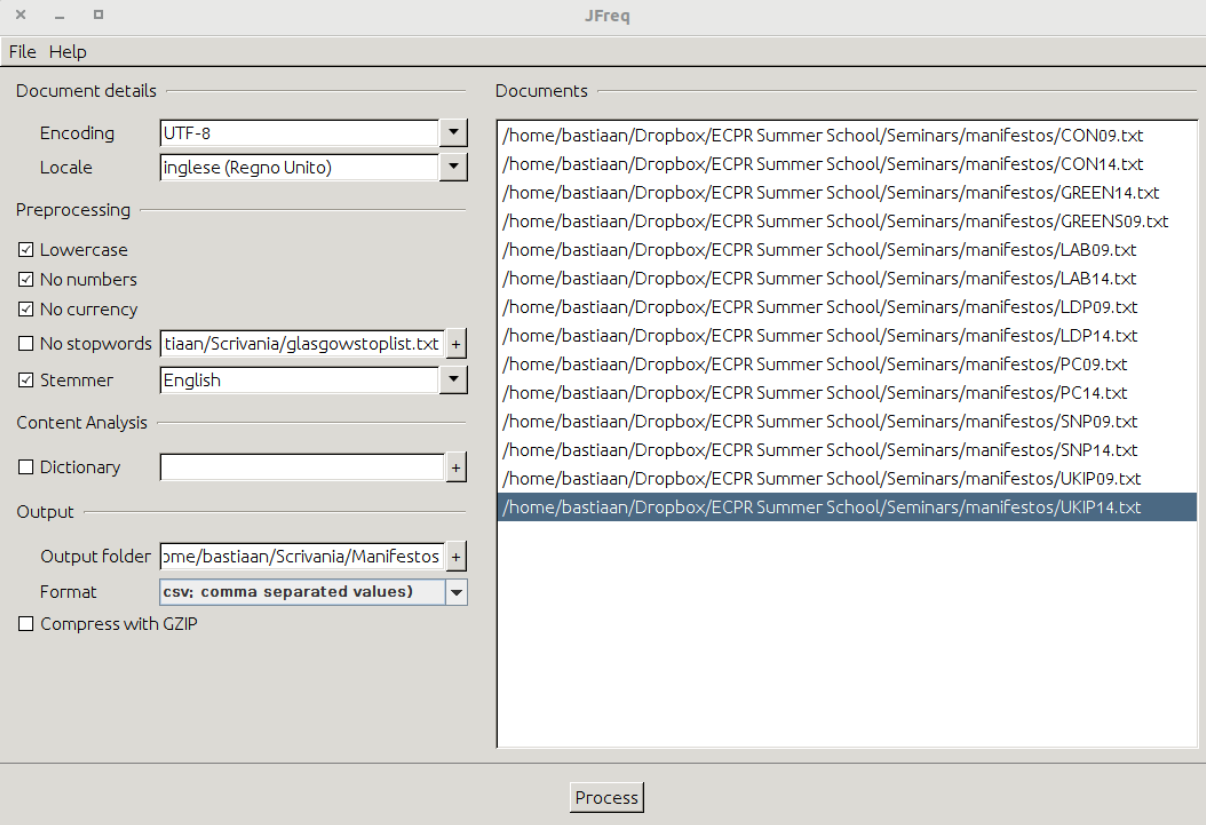 JFreq
File Help
Document details
Encoding UTF-8
Locale inglese (Regno Unito)
Preprocessing
Lowercase
No numbers
No currency
No stopwords tiaan/Scrivania/glasgowstoplist.txt +
Stemmer English
Content Analysis
Dictionary +
Output
Output folder ome/bastiaan/Scrivania/Manifestos +
Format csv; comma separated values)
Compress with GZIP
Documents
/home/bastiaan/Dropbox/ECPR Summer School/Seminars/manifestos/CON09.txt
/home/bastiaan/Dropbox/ECPR Summer School/Seminars/manifestos/CON14.txt
/home/bastiaan/Dropbox/ECPR Summer School/Seminars/manifestos/GREEN14.txt
/home/bastiaan/Dropbox/ECPR Summer School/Seminars/manifestos/GREENS09.txt
/home/bastiaan/Dropbox/ECPR Summer School/Seminars/manifestos/LAB09.txt
/home/bastiaan/Dropbox/ECPR Summer School/Seminars/manifestos/LAB14.txt
/home/bastiaan/Dropbox/ECPR Summer School/Seminars/manifestos/LDP09.txt
/home/bastiaan/Dropbox/ECPR Summer School/Seminars/manifestos/LDP14.txt
/home/bastiaan/Dropbox/ECPR Summer School/Seminars/manifestos/PC09.txt
/home/bastiaan/Dropbox/ECPR Summer School/Seminars/manifestos/PC14.txt
/home/bastiaan/Dropbox/ECPR Summer School/Seminars/manifestos/SNP09.txt
/home/bastiaan/Dropbox/ECPR Summer School/Seminars/manifestos/SNP14.txt
/home/bastiaan/Dropbox/ECPR Summer School/Seminars/manifestos/UKIP09.txt
/home/bastiaan/Dropbox/ECPR Summer School/Seminars/manifestos/UKIP14.txt
Process